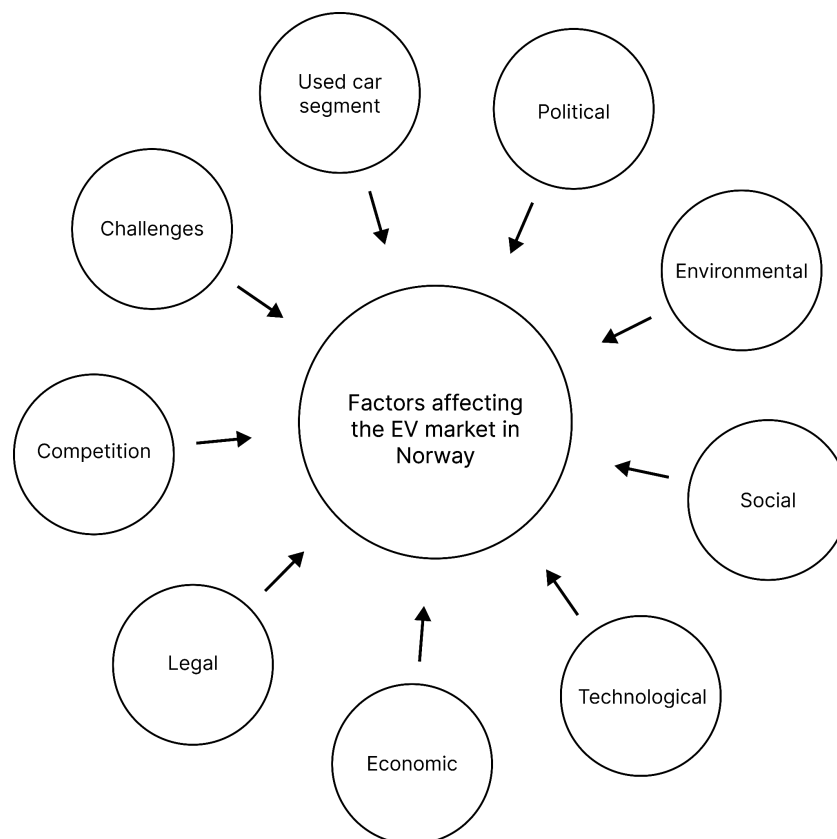 Used car
segment
Political
Challenges
Environmental
Factors affecting
the EV market in
Norway
Competition
Social
Legal
Technological
Economic